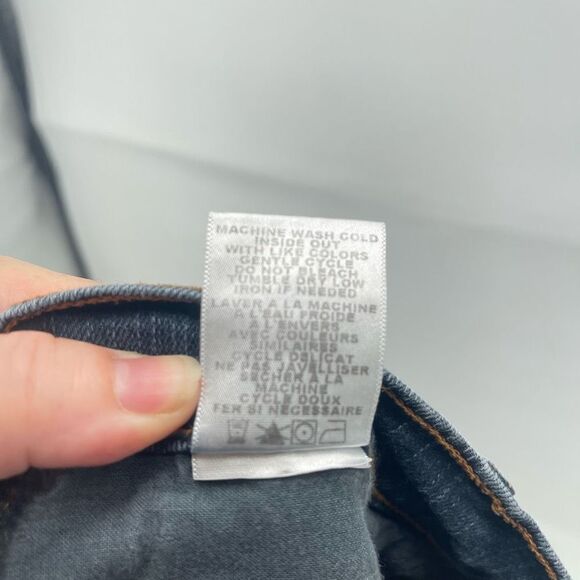 MACHINE WASH COLD
INSIDE OUT
WITH LIKE COLORS
GENTLE CYCLE
DO NOT BLEACH
TUMBLE DRY LOW
IRON IF NEEDED
LAVER A LA MACHINE
A L'EAU FROIDE
A L'ENVERS
AVEC COULEURS
SIMILAIRES
CYCLE DELICAT
NE PAS JAVELLISER
SECHER A LA
MACHINE
CYCLE DOUX
FER SI NECESSAIRE